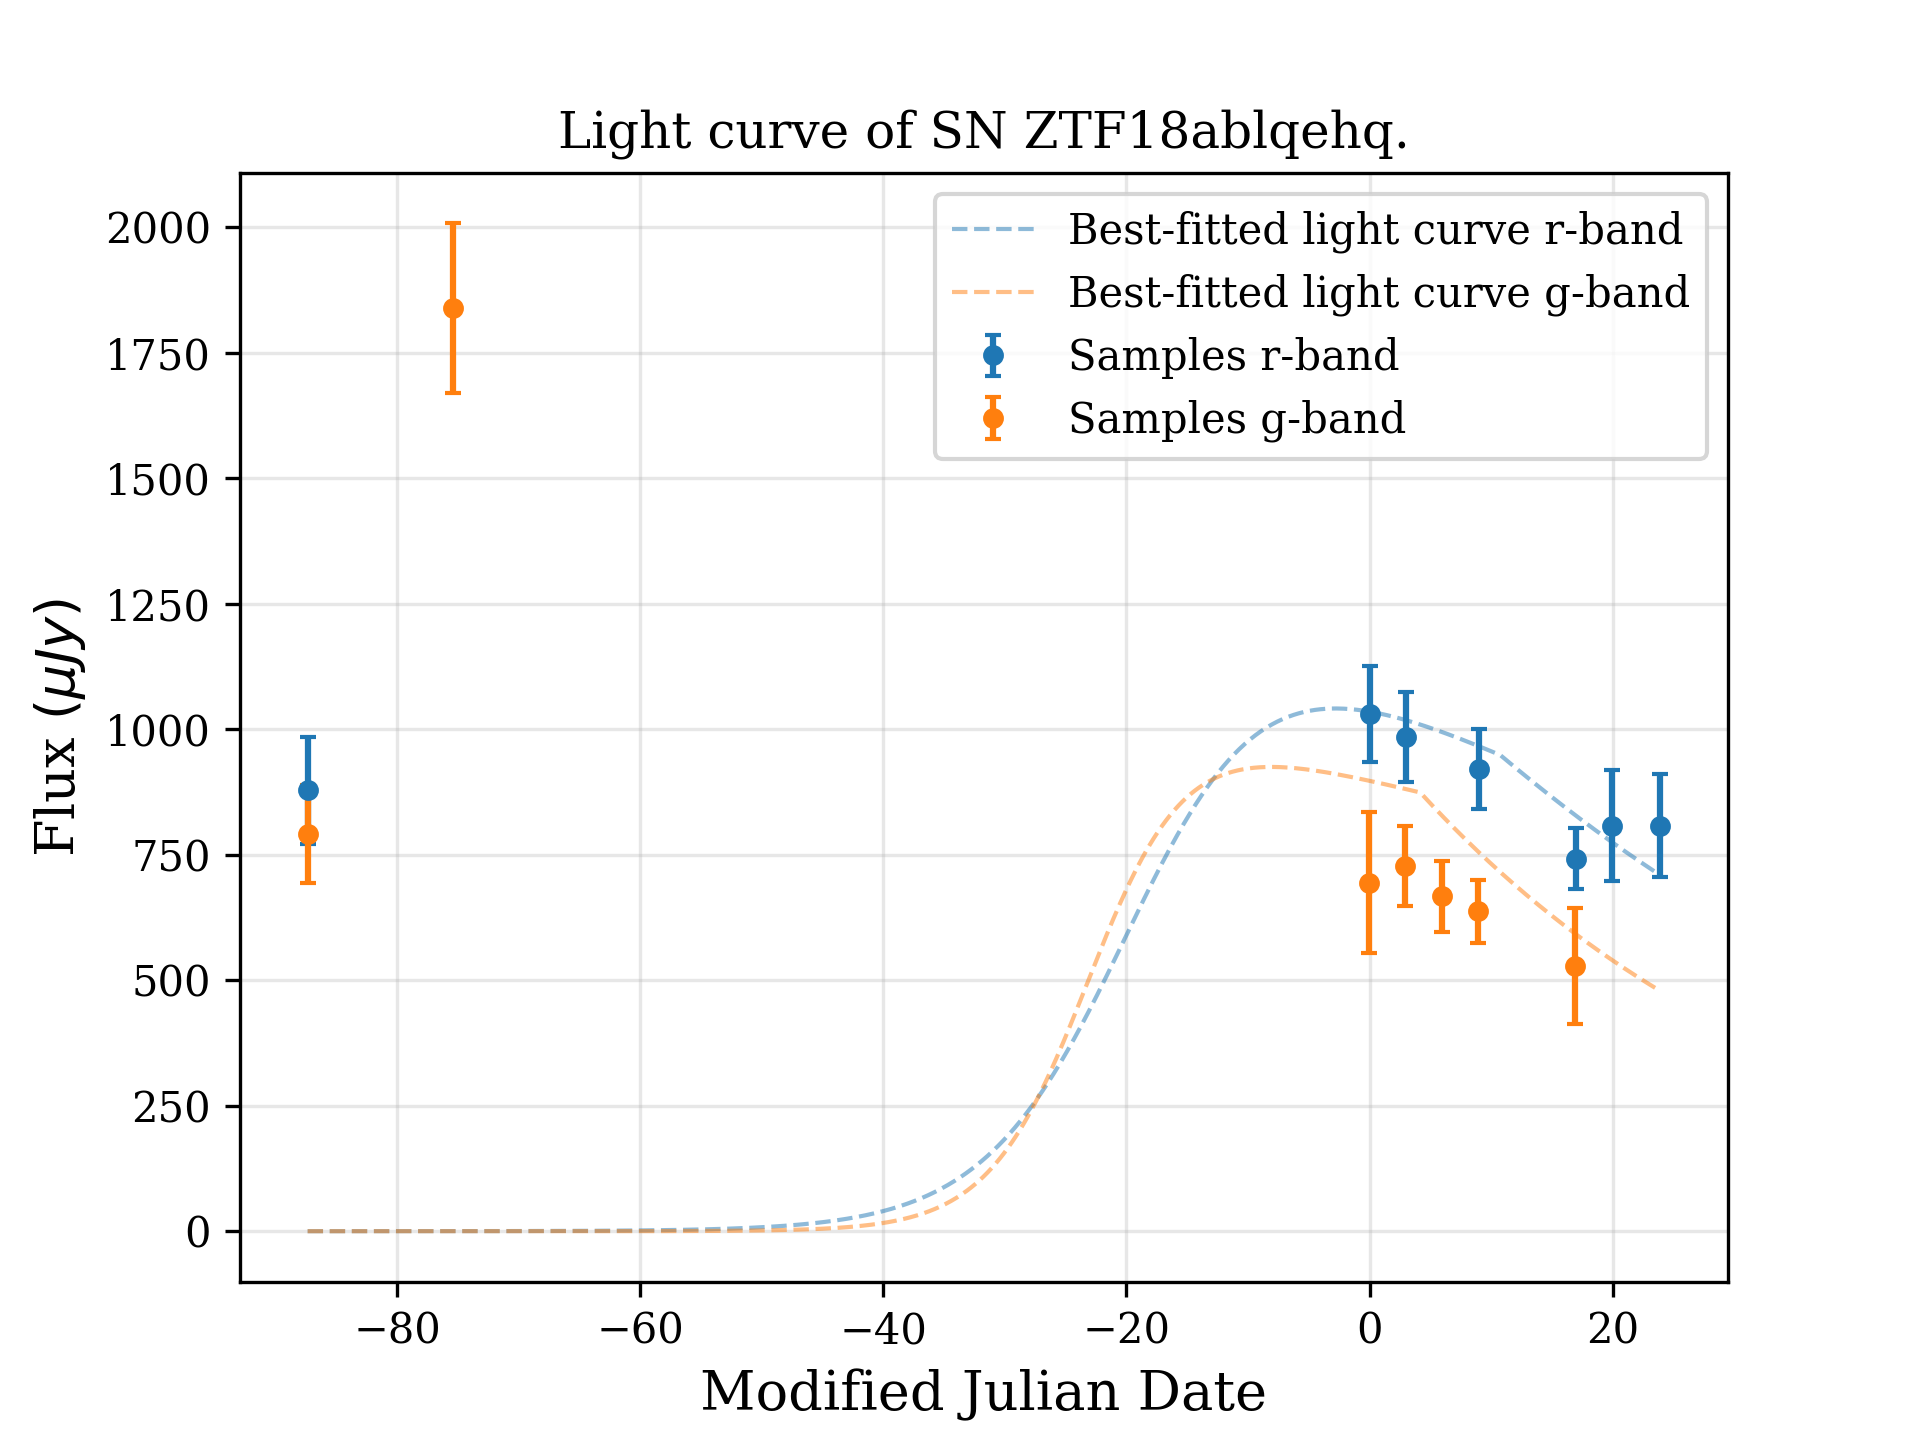 Light curve of SN ZTF18ablqehq.
Best-fitted light curve r-band
Best-fitted light curve g-band
Samples r-band
Samples g-band
2000
1750
1500
1250
1000
750
500
250
0
Flux (μJy)
−80 −60 −40 −20 0 20
Modified Julian Date